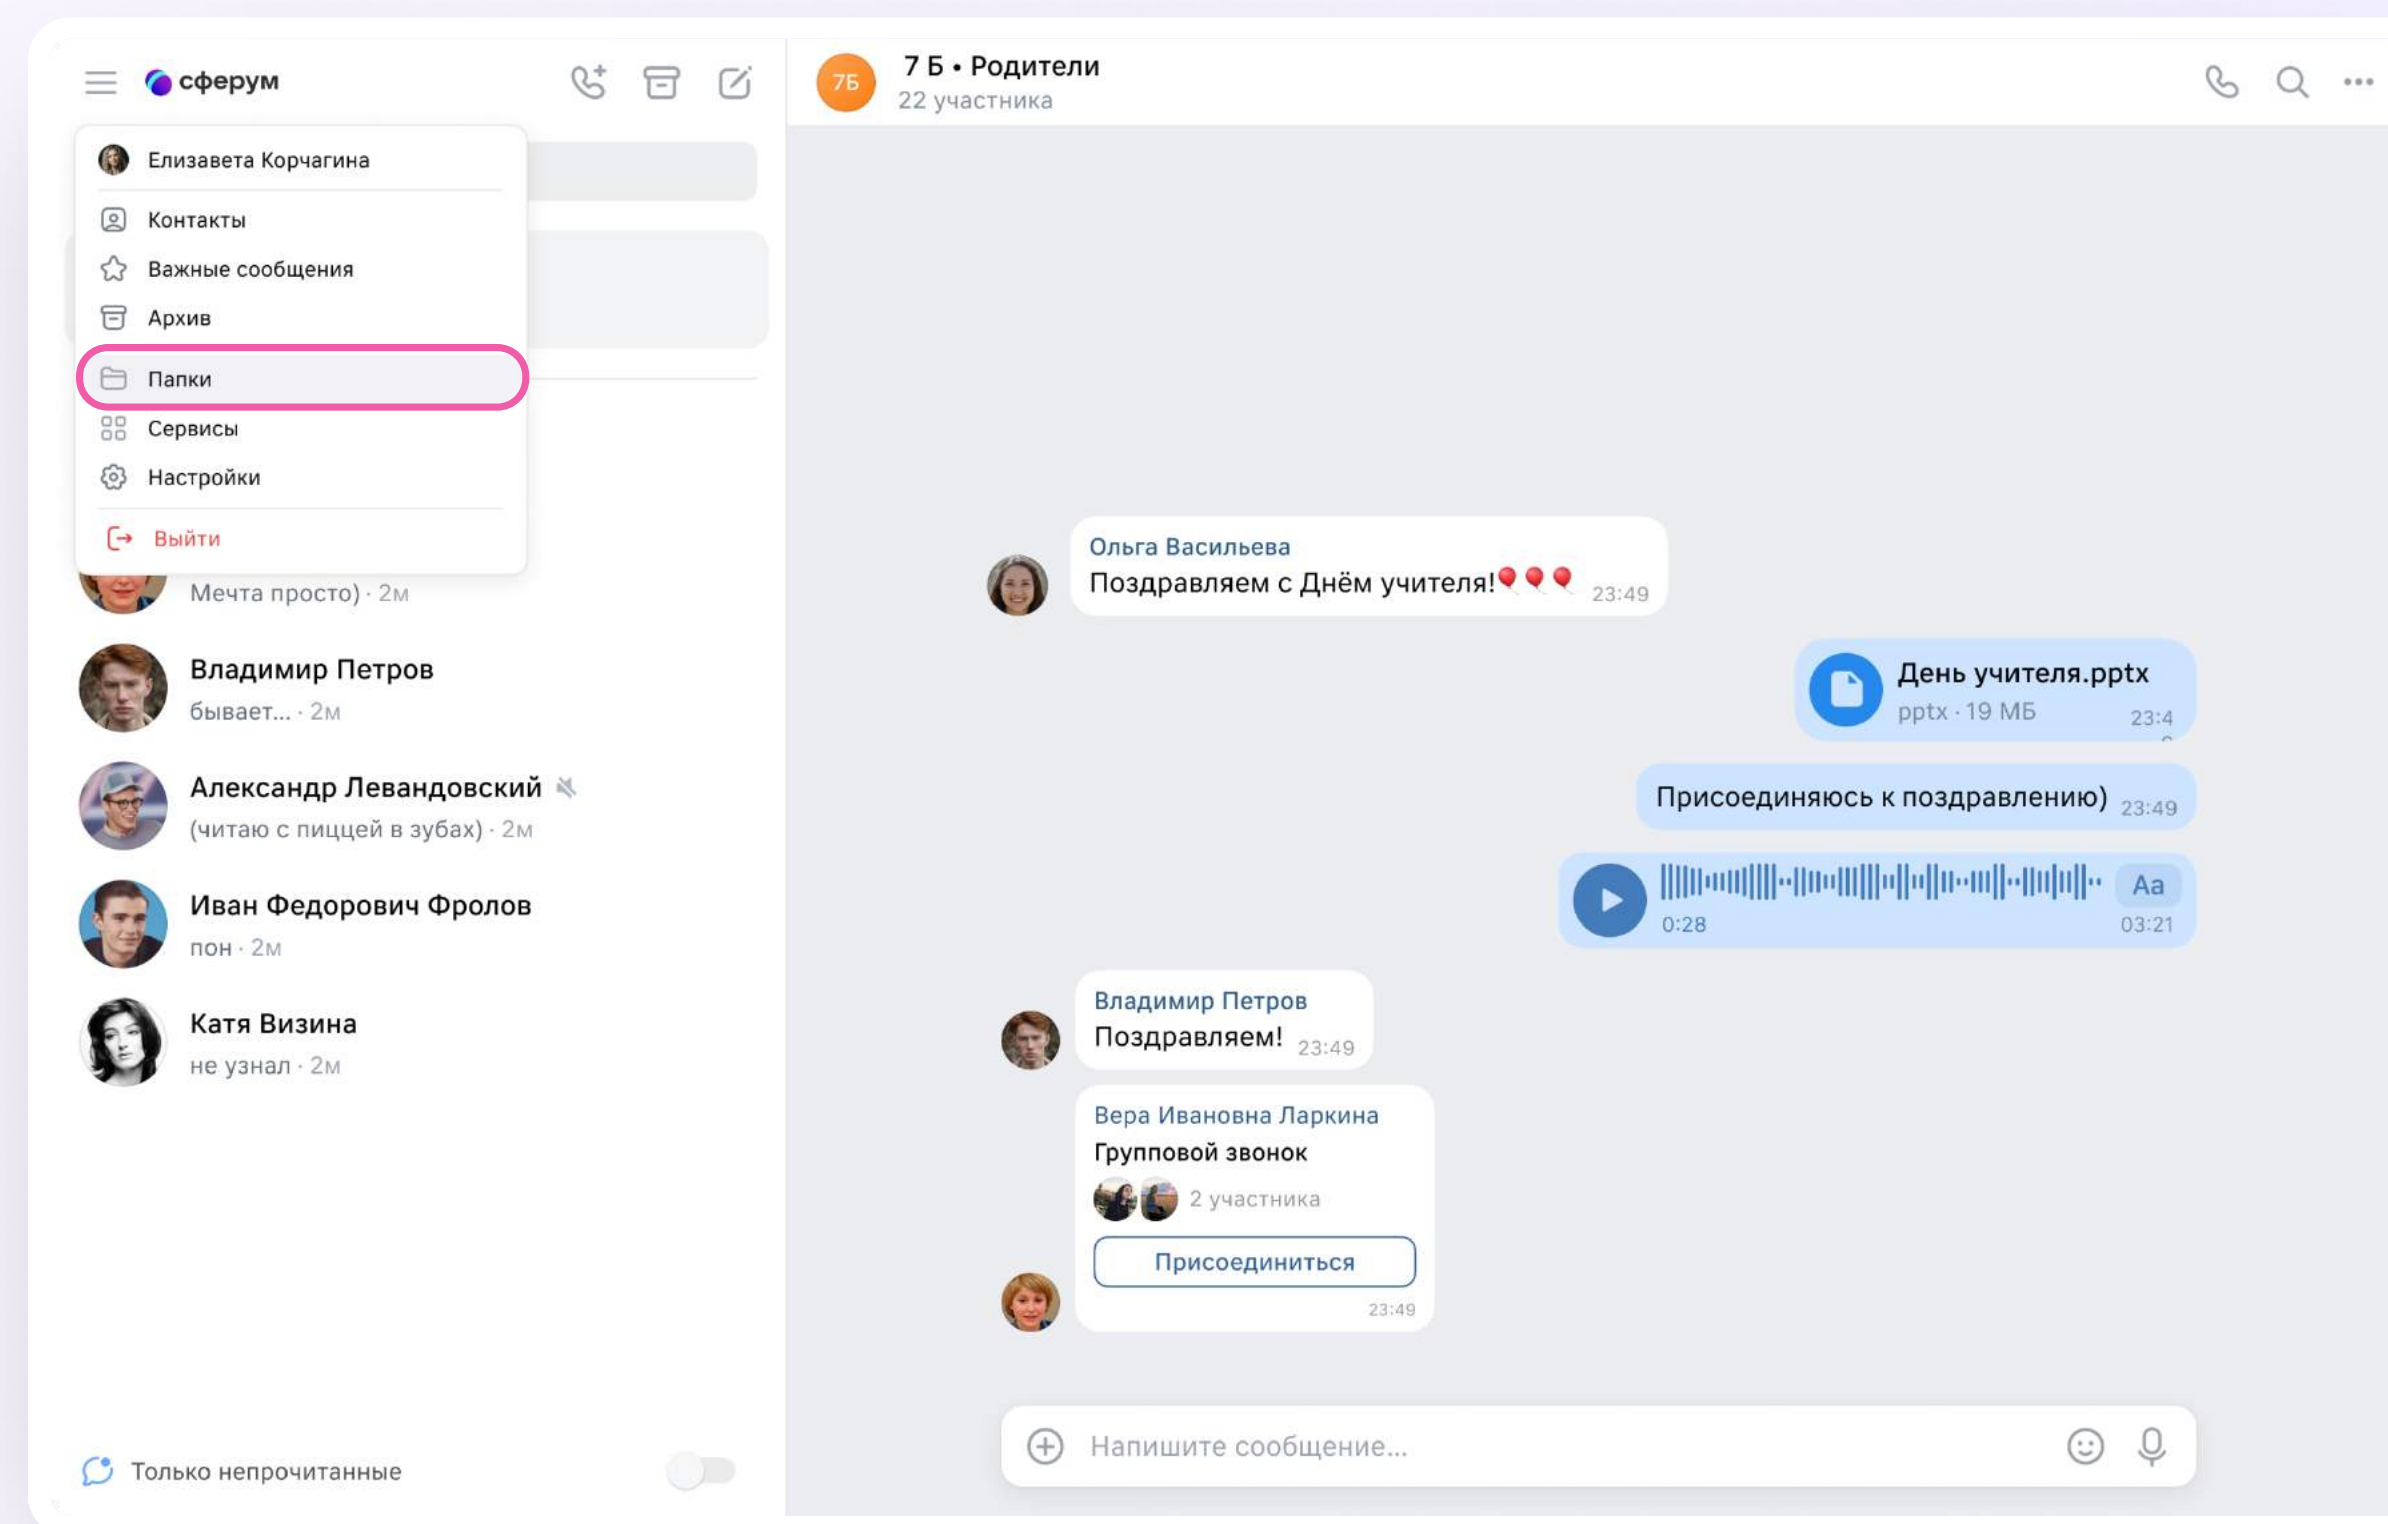 сферум
Елизавета Корчагина
Контакты
Важные сообщения
Архив
Папки
Сервисы
Настройки
Выйти
Мечта просто) · 2м
Владимир Петров
бывает... · 2м
Александр Левандовский
(читаю с пиццей в зубах) · 2м
Иван Федорович Фролов
пон · 2м
Катя Визина
не узнал · 2м
Только непрочитанные
7Б
7 Б • Родители
22 участника
Ольга Васильева
Поздравляем с Днём учителя!🎈🎈🎈 23:49
День учителя.pptx
pptx · 19 МБ 23:4
Присоединяюсь к поздравлению) 23:49
Aa
0:28 03:21
Владимир Петров
Поздравляем! 23:49
Вера Ивановна Ларкина
Групповой звонок
2 участника
Присоединиться
23:49
Напишите сообщение...